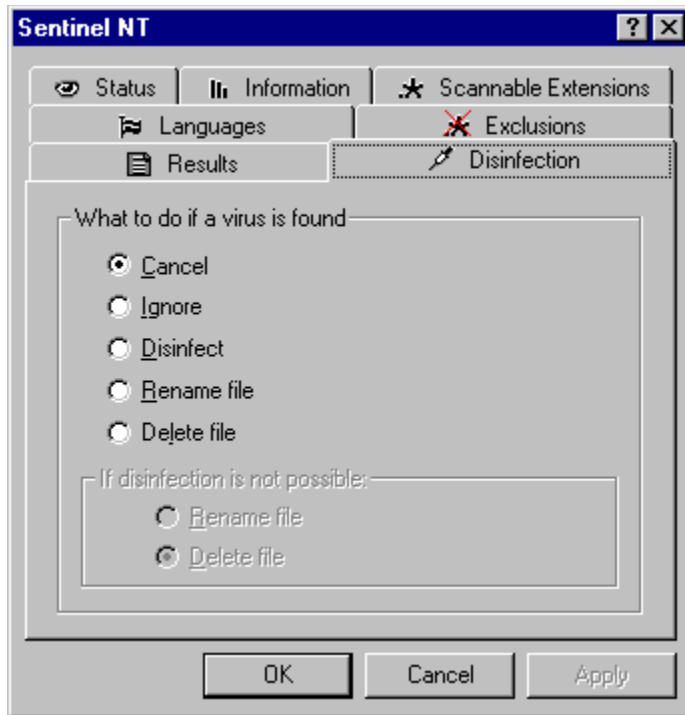 Sentinel NT
Status Information Scannable Extensions
Languages Exclusions
Results Disinfection
What to do if a virus is found
Cancel
Ignore
Disinfect
Rename file
Delete file
If disinfection is not possible:
Rename file
Delete file
OK Cancel Apply